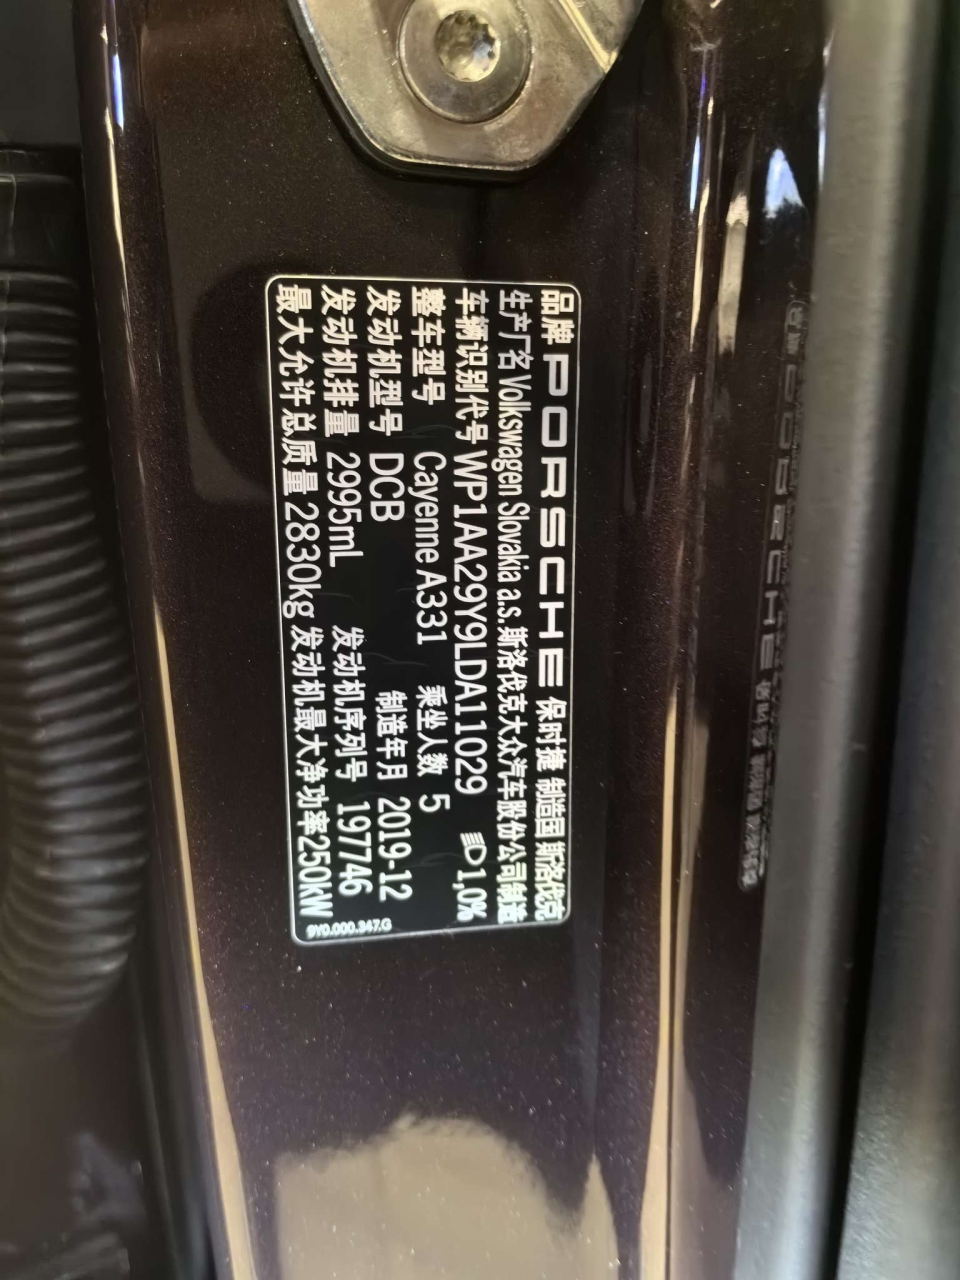 品牌 PORSCHE 保时捷 制造国 斯洛伐克
生产厂名 Volkswagen Slovakia a.s. 斯洛伐克大众汽车股份公司制造
车辆识别代号 WP1AA29Y9LDA11029 1,0%
整车型号 Cayenne A331 乘坐人数 5
发动机型号 DCB 制造年月 2019-12
发动机排量 2995mL 发动机序列号 197746
最大允许总质量 2830kg 发动机最大净功率250kW
9Y0.000.347.G